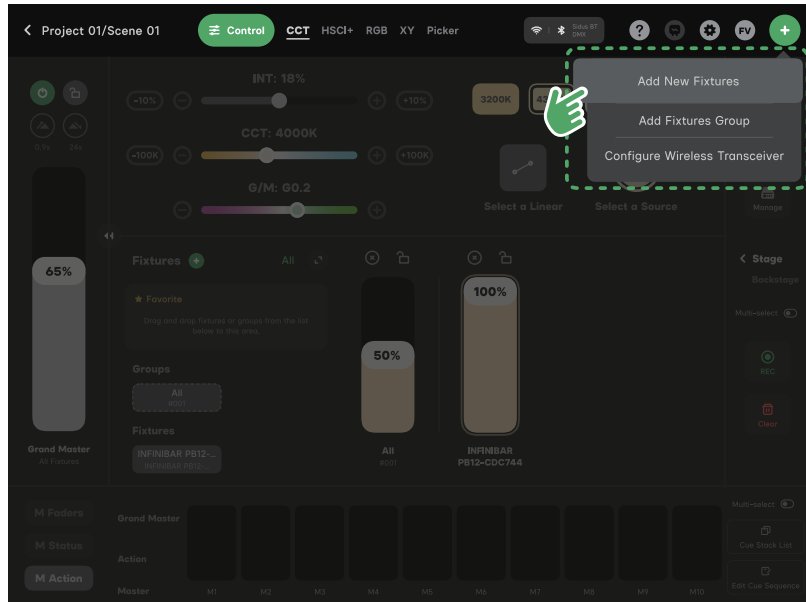 Project 01/Scene 01
Control
CCT
HSCI+
RGB
XY
Picker
Sidus BT
DMX
?
FV
+
Add New Fixtures
Add Fixtures Group
Configure Wireless Transceiver
INT: 18%
-10%
+10%
3200K
CCT: 4000K
-100K
+100K
G/M: G0.2
Select a Linear
Select a Source
Manage
0.3s
24s
65%
Grand Master
All Fixtures
Fixtures
All
Favorite
Drag and drop fixtures or groups from the list
below to this area.
Groups
All
#001
Fixtures
INFINIBAR PB12-...
INFINIBAR PB12-...
50%
All
#001
100%
INFINIBAR
PB12-CDC744
Stage
Backstage
Multi-select
REC
Clear
M Faders
M Status
M Action
Grand Master
Action
Master
M1
M2
M3
M4
M5
M6
M7
M8
M9
M10
Multi-select
Cue Stack List
Edit Cue Sequence